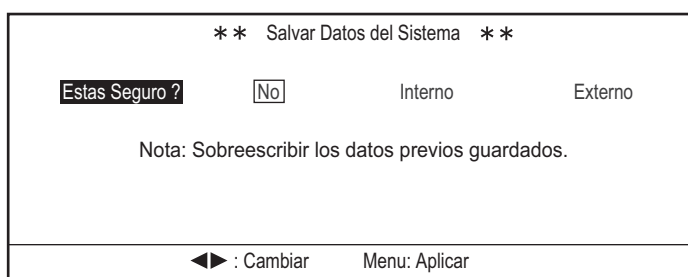 ** Salvar Datos del Sistema **
Estas Seguro ? No Interno Externo
Nota: Sobreescribir los datos previos guardados.
◀▶ : Cambiar Menu: Aplicar